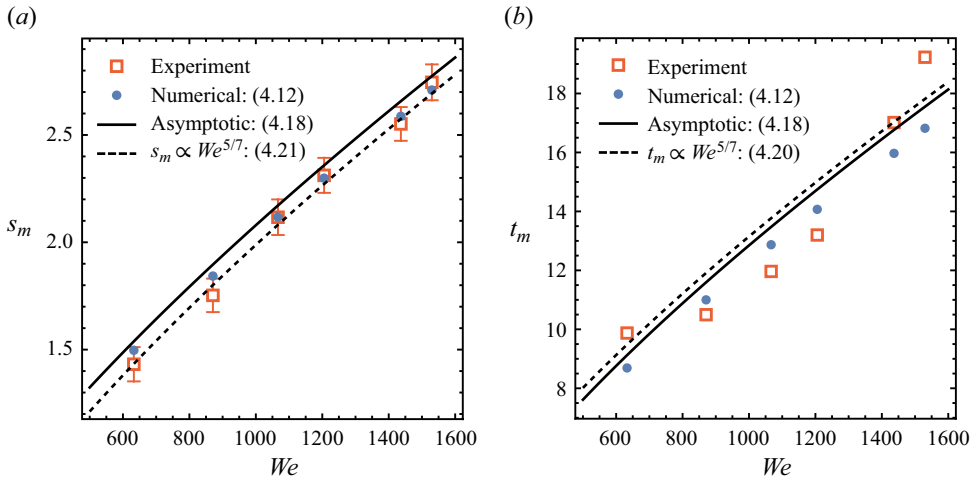 (a)
Experiment
Numerical: (4.12)
Asymptotic: (4.18)
s_m ∝ We^{5/7}: (4.21)
2.5
2.0
1.5
s_m
600 800 1000 1200 1400 1600
We
(b)
Experiment
Numerical: (4.12)
Asymptotic: (4.18)
t_m ∝ We^{5/7}: (4.20)
18
16
14
12
10
8
t_m
600 800 1000 1200 1400 1600
We